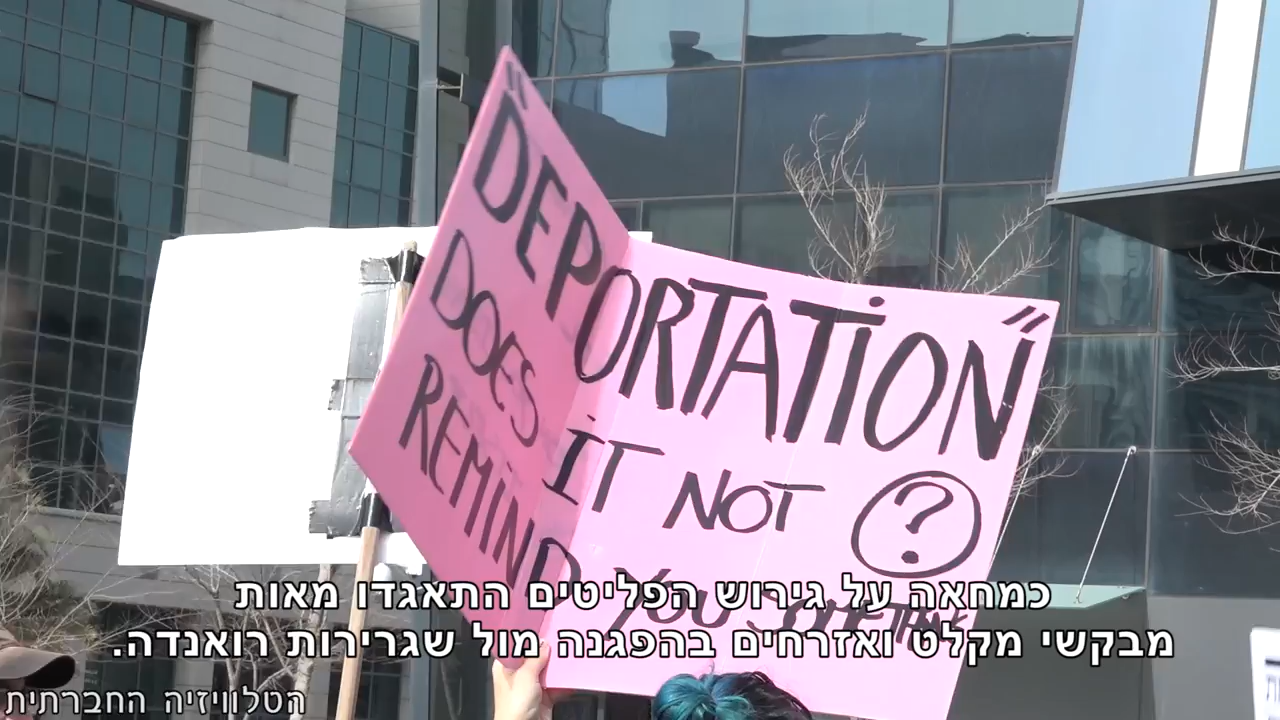 "DEPORTATION"
DOES IT NOT ?
REMIND YOU
כמחאה על גירוש הפליטים התאגדו מאות
מבקשי מקלט ואזרחים בהפגנה מול שגרירות רואנדה.
הטלוויזיה החברתית